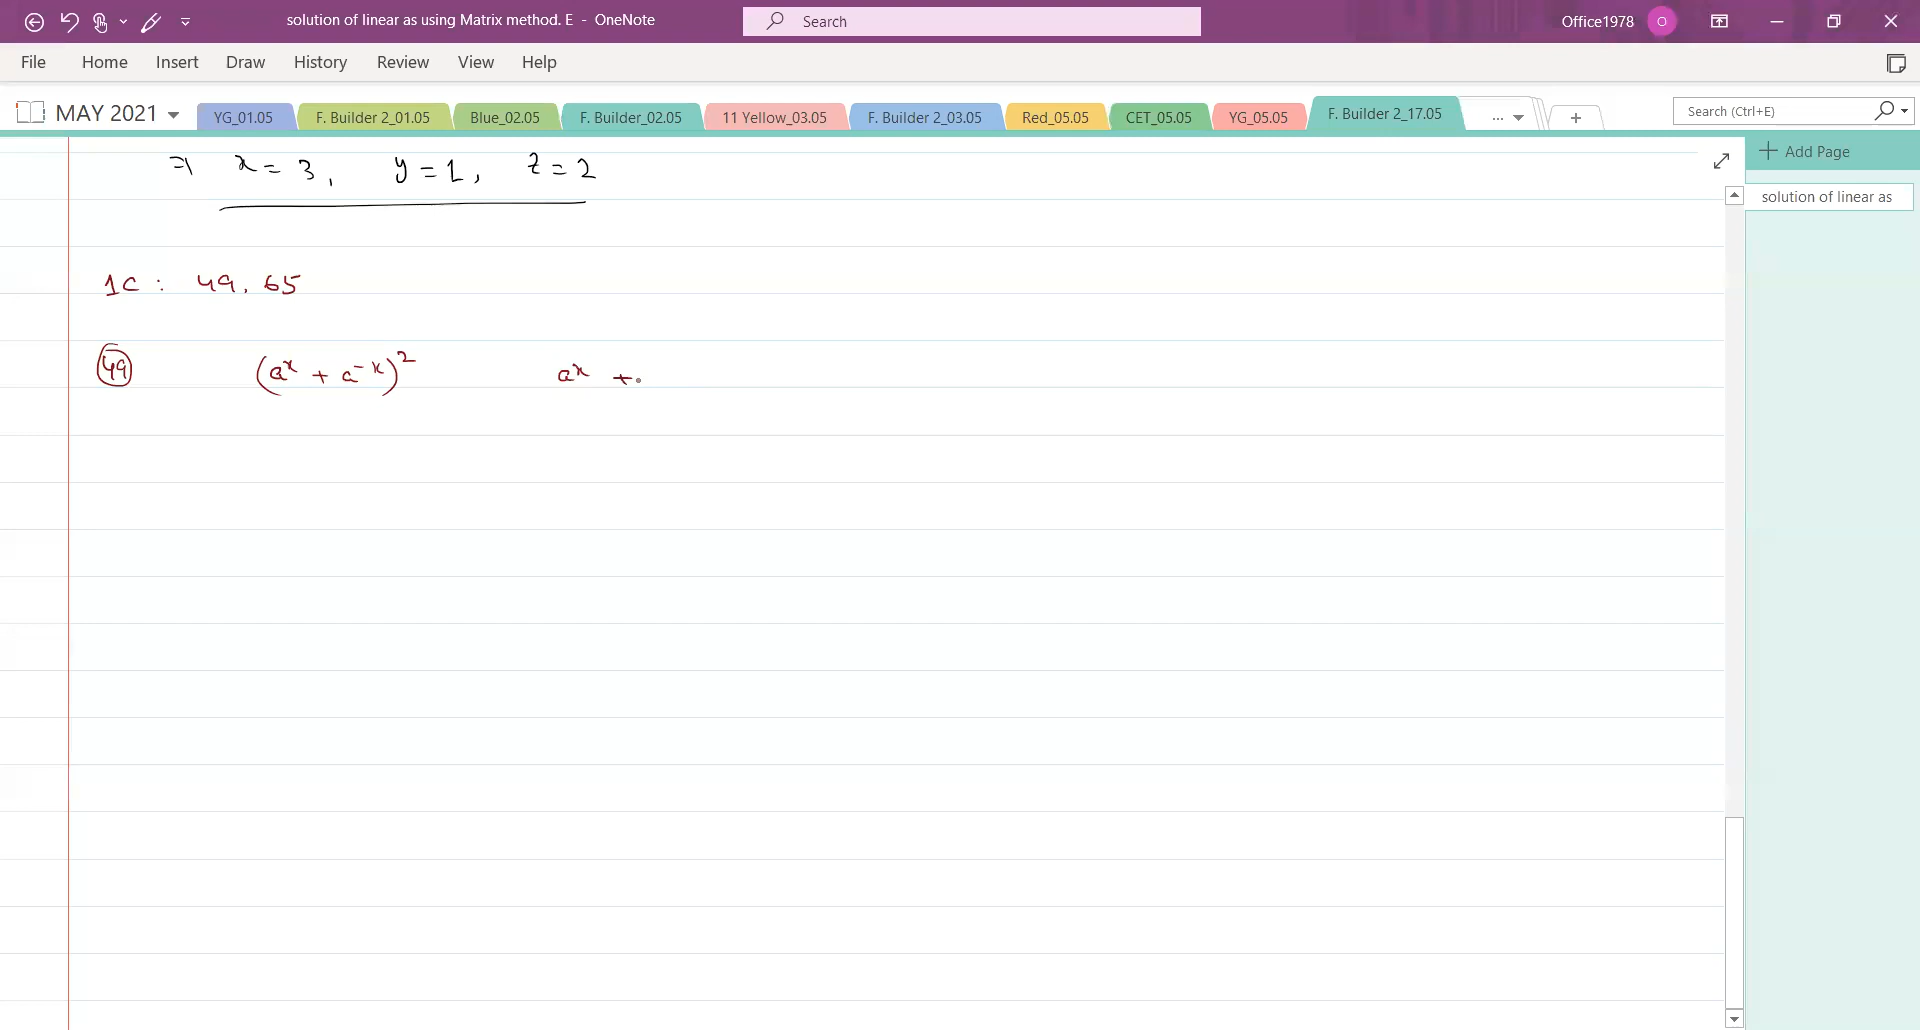 solution of linear as using Matrix method. E - OneNote
Search
Office1978
O
File Home Insert Draw History Review View Help
MAY 2021
YG_01.05
F. Builder 2_01.05
Blue_02.05
F. Builder_02.05
11 Yellow_03.05
F. Builder 2_03.05
Red_05.05
CET_05.05
YG_05.05
F. Builder 2_17.05
...
+
Search (Ctrl+E)
Add Page
solution of linear as
⇒ x = 3, y = 1, z = 2
1C : 49, 65
49 (a^x + a^-x)^2 a^x +